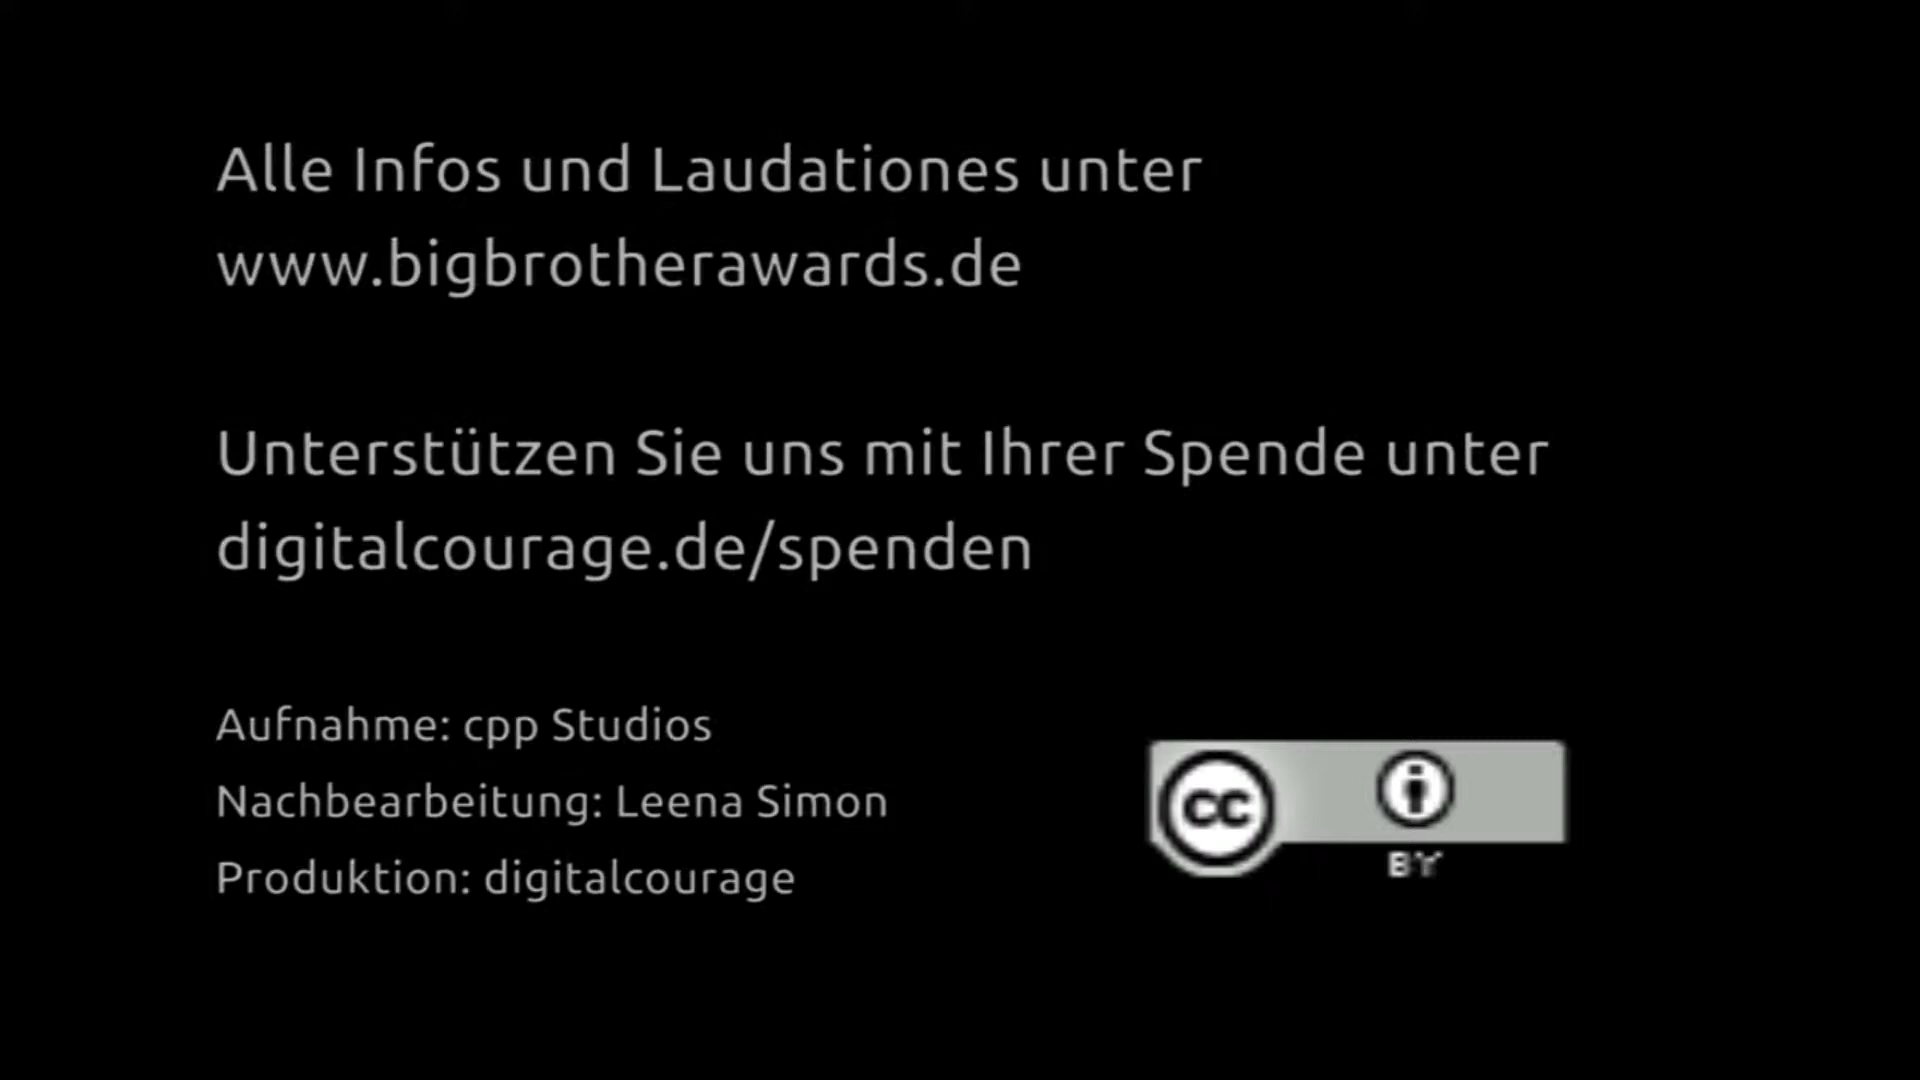 Alle Infos und Laudationes unter
www.bigbrotherawards.de
Unterstützen Sie uns mit Ihrer Spende unter
digitalcourage.de/spenden
Aufnahme: cpp Studios
Nachbearbeitung: Leena Simon
Produktion: digitalcourage
cc
BY